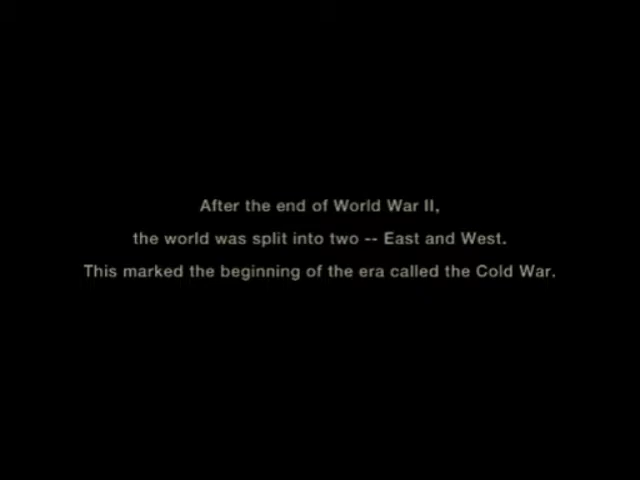 After the end of World War II,
the world was split into two -- East and West.
This marked the beginning of the era called the Cold War.